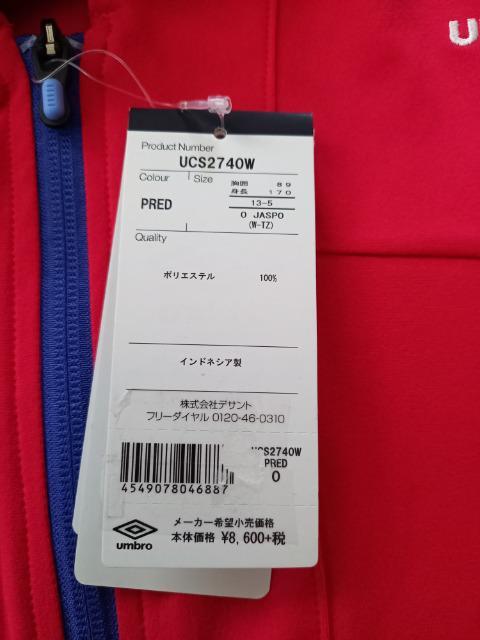 U
Product Number
UCS2740W
Colour
Size
胸囲 89
身長 170
PRED
13-5
O JASPO
(W-TZ)
Quality
ポリエステル 100%
インドネシア製
株式会社デサント
フリーダイヤル 0120-46-0310
UCS2740W
PRED
O
4549078046887
umbro
メーカー希望小売価格
本体価格 ¥8,600+税